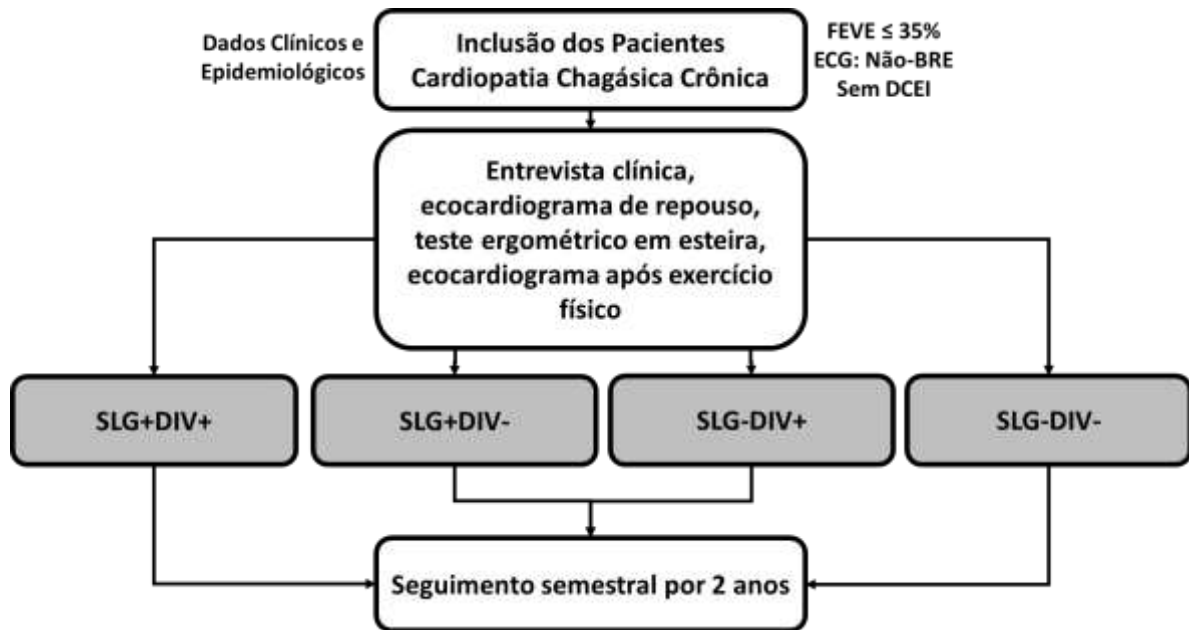 Dados Clínicos e
Epidemiológicos
Inclusão dos Pacientes
Cardiopatia Chagásica Crônica
FEVE ≤ 35%
ECG: Não-BRE
Sem DCEI
Entrevista clínica,
ecocardiograma de repouso,
teste ergométrico em esteira,
ecocardiograma após exercício
físico
SLG+DIV+
SLG+DIV-
SLG-DIV+
SLG-DIV-
Seguimento semestral por 2 anos